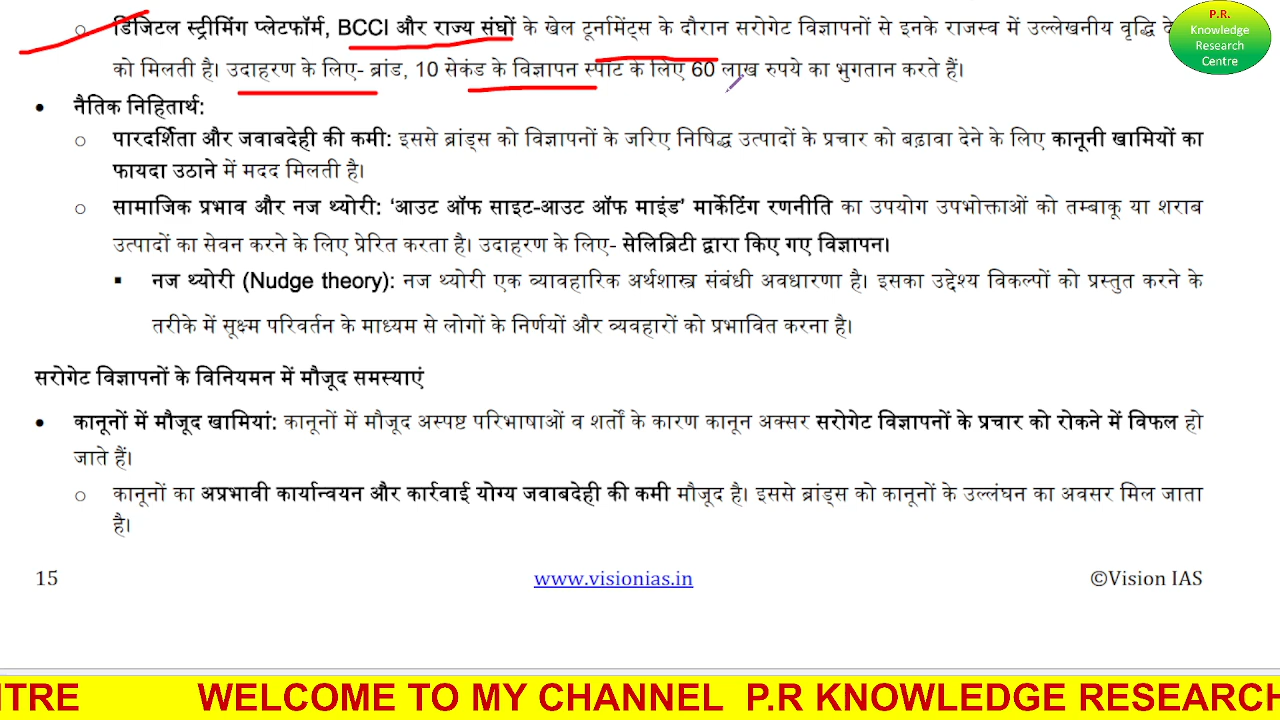 ○ डिजिटल स्ट्रीमिंग प्लेटफॉर्म, BCCI और राज्य संघों के खेल टूर्नामेंट्स के दौरान सरोगेट विज्ञापनों से इनके राजस्व में उल्लेखनीय वृद्धि
को मिलती है। उदाहरण के लिए- ब्रांड, 10 सेकंड के विज्ञापन स्पाट के लिए 60 लाख रुपये का भुगतान करते हैं।
P.R.
Knowledge
Research
Centre
• नैतिक निहितार्थ:
○ पारदर्शिता और जवाबदेही की कमी: इससे ब्रांड्स को विज्ञापनों के जरिए निषिद्ध उत्पादों के प्रचार को बढ़ावा देने के लिए कानूनी खामियों का
फायदा उठाने में मदद मिलती है।
○ सामाजिक प्रभाव और नज थ्योरी: ‘आउट ऑफ साइट-आउट ऑफ माइंड’ मार्केटिंग रणनीति का उपयोग उपभोक्ताओं को तम्बाकू या शराब
उत्पादों का सेवन करने के लिए प्रेरित करता है। उदाहरण के लिए- सेलिब्रिटी द्वारा किए गए विज्ञापन।
▪ नज थ्योरी (Nudge theory): नज थ्योरी एक व्यावहारिक अर्थशास्त्र संबंधी अवधारणा है। इसका उद्देश्य विकल्पों को प्रस्तुत करने के
तरीके में सूक्ष्म परिवर्तन के माध्यम से लोगों के निर्णयों और व्यवहारों को प्रभावित करना है।
सरोगेट विज्ञापनों के विनियमन में मौजूद समस्याएं
• कानूनों में मौजूद खामियां: कानूनों में मौजूद अस्पष्ट परिभाषाओं व शर्तों के कारण कानून अक्सर सरोगेट विज्ञापनों के प्रचार को रोकने में विफल हो
जाते हैं।
○ कानूनों का अप्रभावी कार्यान्वयन और कार्रवाई योग्य जवाबदेही की कमी मौजूद है। इससे ब्रांड्स को कानूनों के उल्लंघन का अवसर मिल जाता
है।
15 www.visionias.in ©Vision IAS
NTRE WELCOME TO MY CHANNEL P.R KNOWLEDGE RESEARCH